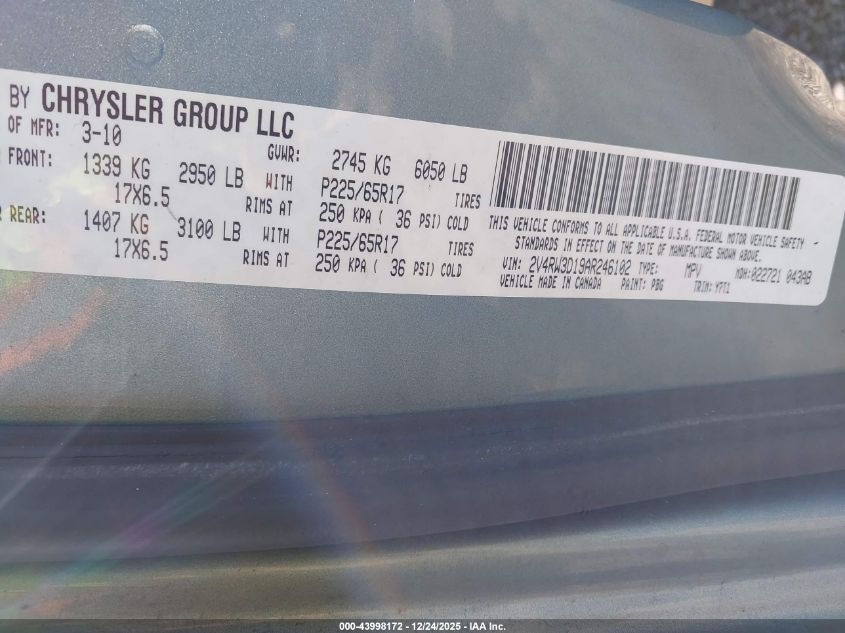 BY CHRYSLER GROUP LLC
OF MFR: 3-10 GVWR: 2745 KG 6050 LB
FRONT: 1339 KG 2950 LB WITH P225/65R17 TIRES
17X6.5 RIMS AT 250 KPA ( 36 PSI) COLD
REAR: 1407 KG 3100 LB WITH P225/65R17 TIRES
17X6.5 RIMS AT 250 KPA ( 36 PSI) COLD
THIS VEHICLE CONFORMS TO ALL APPLICABLE U.S.A. FEDERAL MOTOR VEHICLE SAFETY
STANDARDS IN EFFECT ON THE DATE OF MANUFACTURE SHOWN ABOVE.
VIN: 2V4RW3D19AR246102 TYPE: MPV MDH:022721 043AB
VEHICLE MADE IN CANADA PAINT: PBG TRIM: YPT1
000-43998172 - 12/24/2025 - IAA Inc.